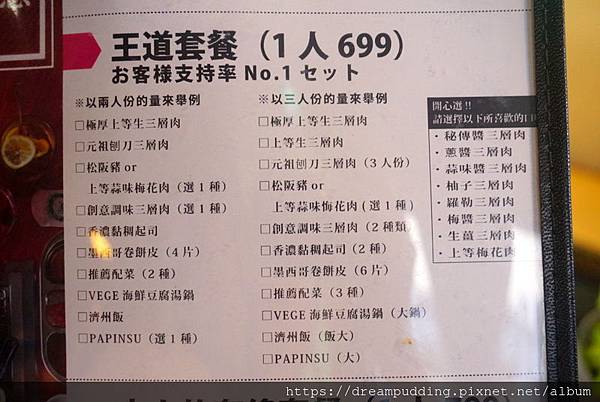 王道套餐（1 人 699）
お客様支持率 No.1 セット
※以兩人份的量來舉例
□極厚上等生三層肉
□元祖刨刀三層肉
□松阪豬 or
上等蒜味梅花肉（選 1 種）
□創意調味三層肉（選 1 種）
□香濃黏稠起司
□墨西哥卷餅皮（4 片）
□推薦配菜（2 種）
□VEGE 海鮮豆腐湯鍋
□濟州飯
□PAPINSU（選 1 種）
※以三人份的量來舉例
□極厚上等生三層肉
□上等生三層肉
□元祖刨刀三層肉（3 人份）
□松阪豬 or
上等蒜味悔花肉（選 1 種）
□創意調味三層肉（2 種類
□香濃黏稠起司（2 種）
□墨西哥卷餅皮（6 片）
□推薦配菜（3 種）
□VEGE 海鮮豆腐湯鍋（大鍋）
□濟州飯（飯大）
□PAPINSU（大）
開心選 !!
請選擇以下所喜歡的
・秘傳醬三層肉
・蔥醬三層肉
・蒜味醬三層肉
・柚子三層肉
・羅勒三層肉
・梅醬三層肉
・生薑三層肉
・上等梅花肉
https://dreampudding.pixnet.net/album